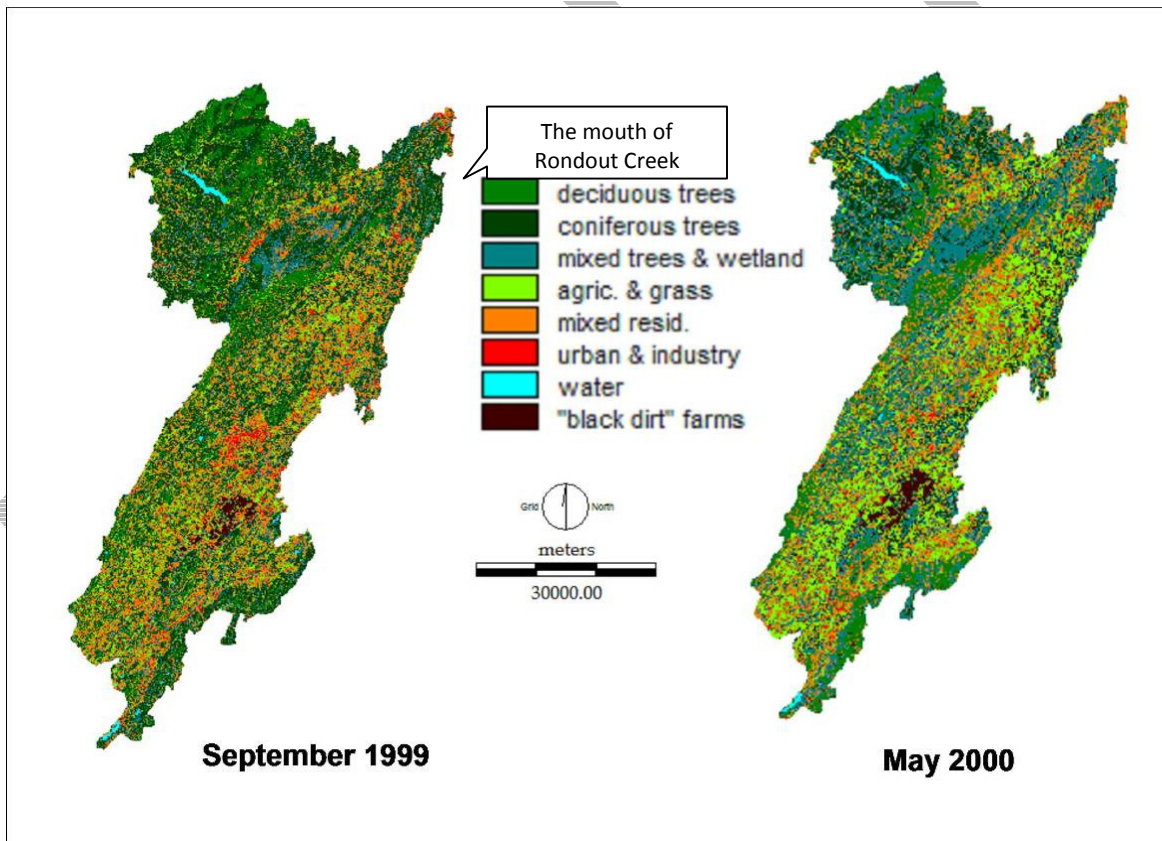 The mouth of
Rondout Creek
deciduous trees
coniferous trees
mixed trees & wetland
agric. & grass
mixed resid.
urban & industry
water
"black dirt" farms
Grid North
meters
30000.00
September 1999
May 2000